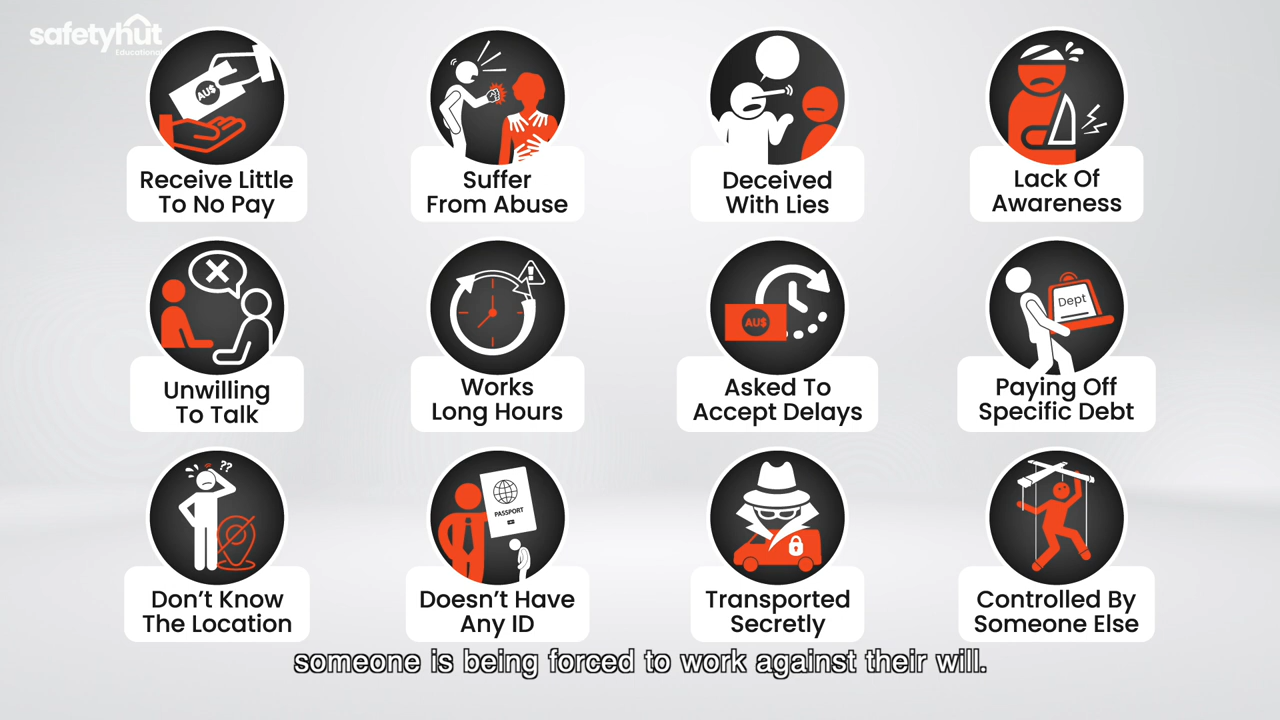 safetyhut
Educational
AU$
Receive Little
To No Pay
Suffer
From Abuse
Deceived
With Lies
Lack Of
Awareness
Unwilling
To Talk
Works
Long Hours
AU$
Asked To
Accept Delays
Dept
Paying Off
Specific Debt
??
Don't Know
The Location
PASSPORT
Doesn't Have
Any ID
Transported
Secretly
Controlled By
Someone Else
someone is being forced to work against their will.